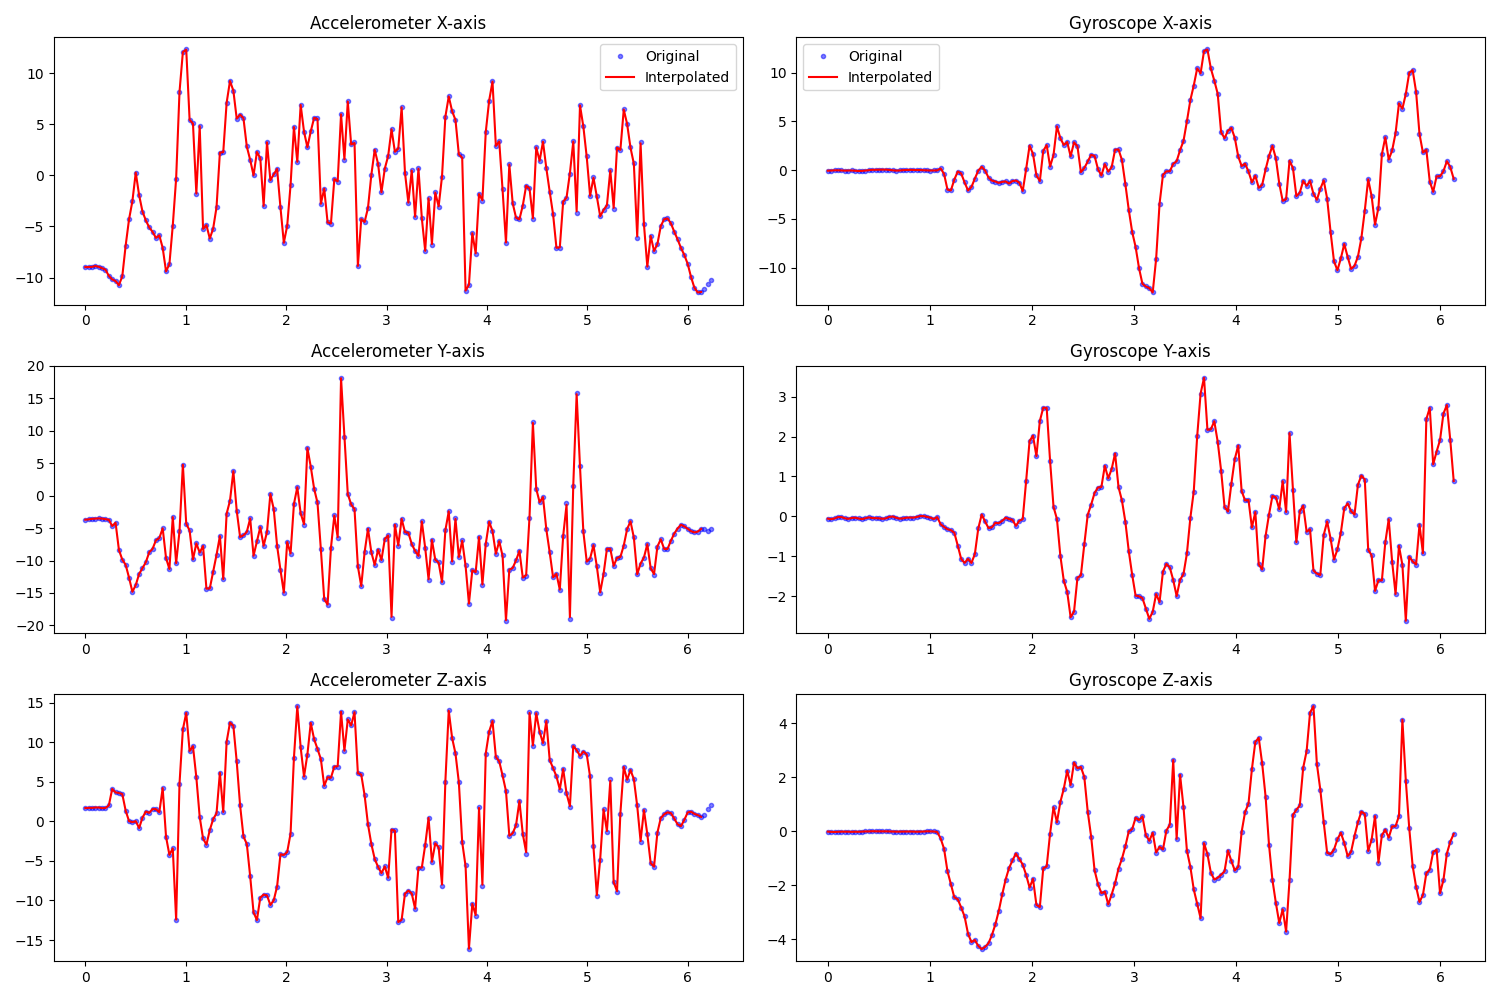 Accelerometer X-axis
Original
Interpolated
10
5
0
−5
−10
0 1 2 3 4 5 6
Gyroscope X-axis
Original
Interpolated
10
5
0
−5
−10
0 1 2 3 4 5 6
Accelerometer Y-axis
20
15
10
5
0
−5
−10
−15
−20
0 1 2 3 4 5 6
Gyroscope Y-axis
3
2
1
0
−1
−2
0 1 2 3 4 5 6
Accelerometer Z-axis
15
10
5
0
−5
−10
−15
0 1 2 3 4 5 6
Gyroscope Z-axis
4
2
0
−2
−4
0 1 2 3 4 5 6